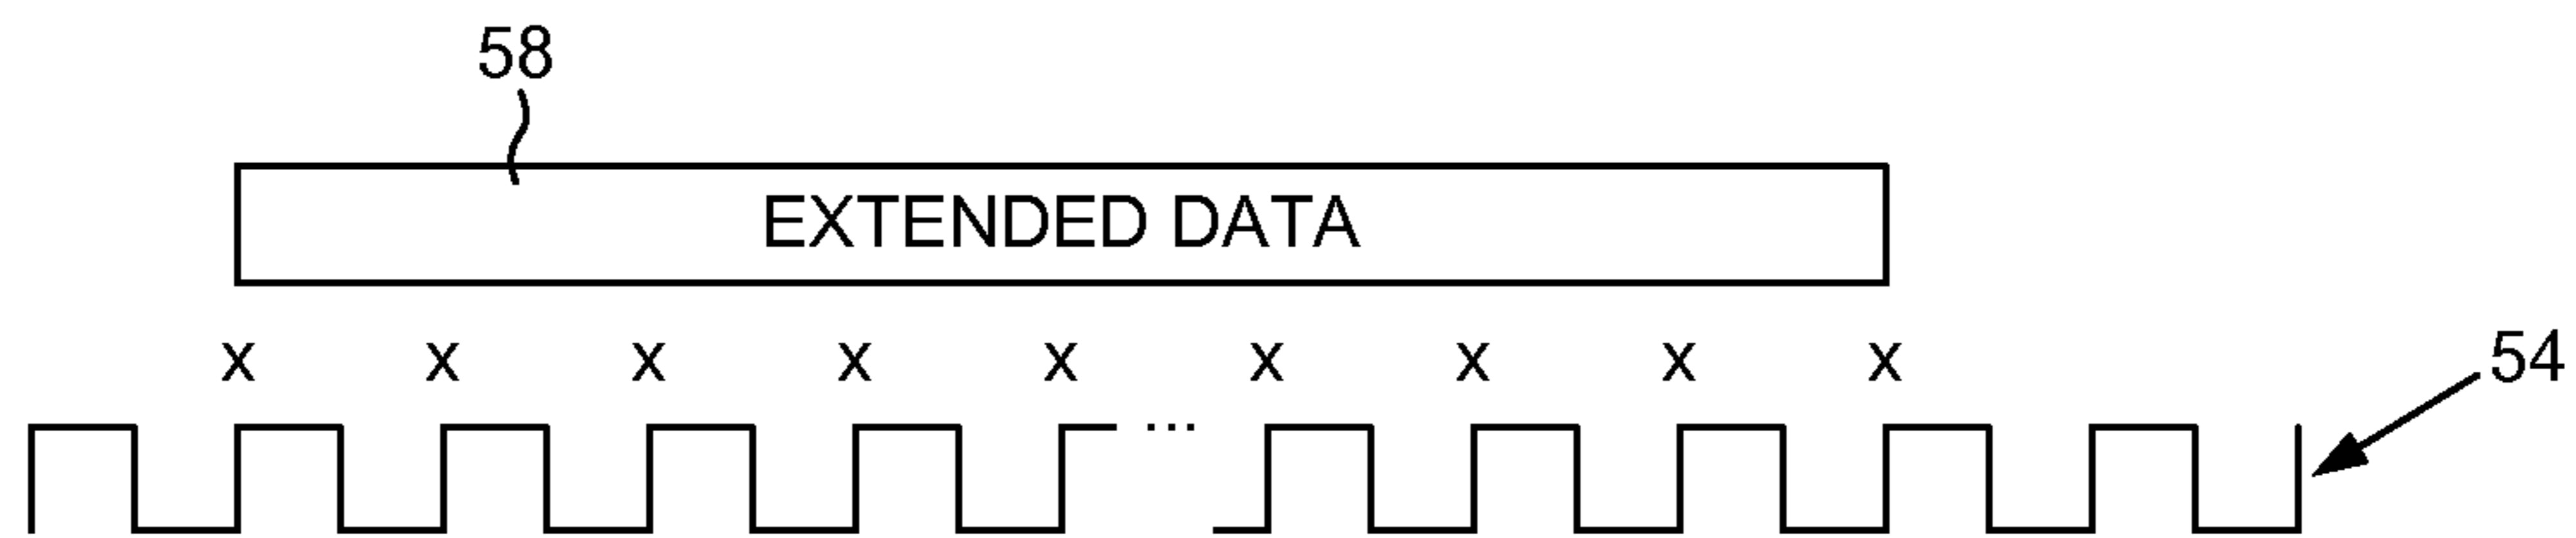 58
EXTENDED DATA
x x x x x x x x x
54
...